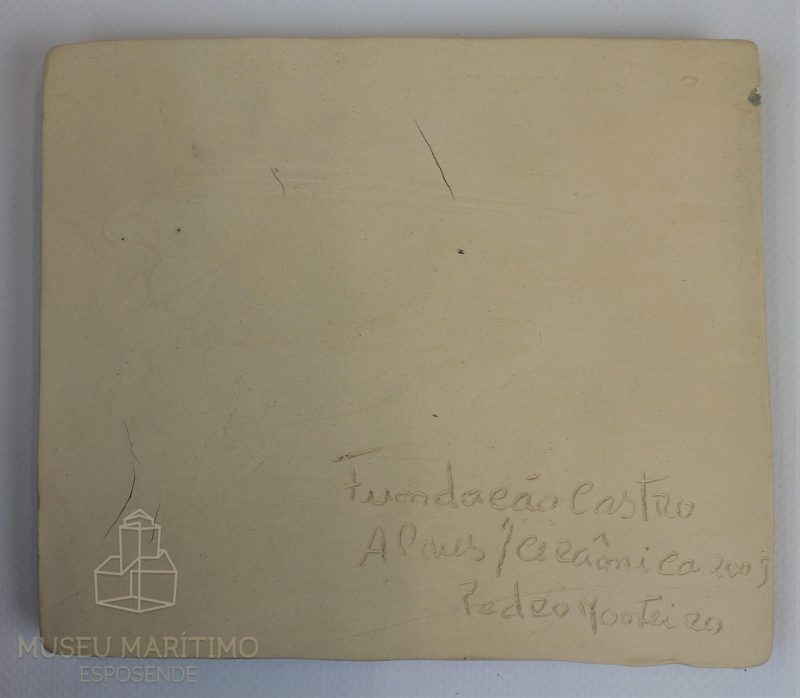 Fundação Castro
Alves / Cerâmica 2009
Pedro Monteiro
MUSEU MARÍTIMO
ESPOSENDE